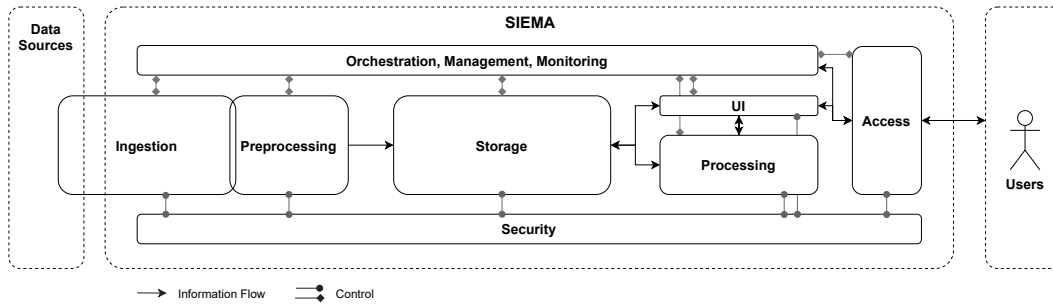 Data
Sources
SIEMA
Orchestration, Management, Monitoring
Ingestion
Preprocessing
Storage
UI
Processing
Access
Users
Security
Information Flow
Control